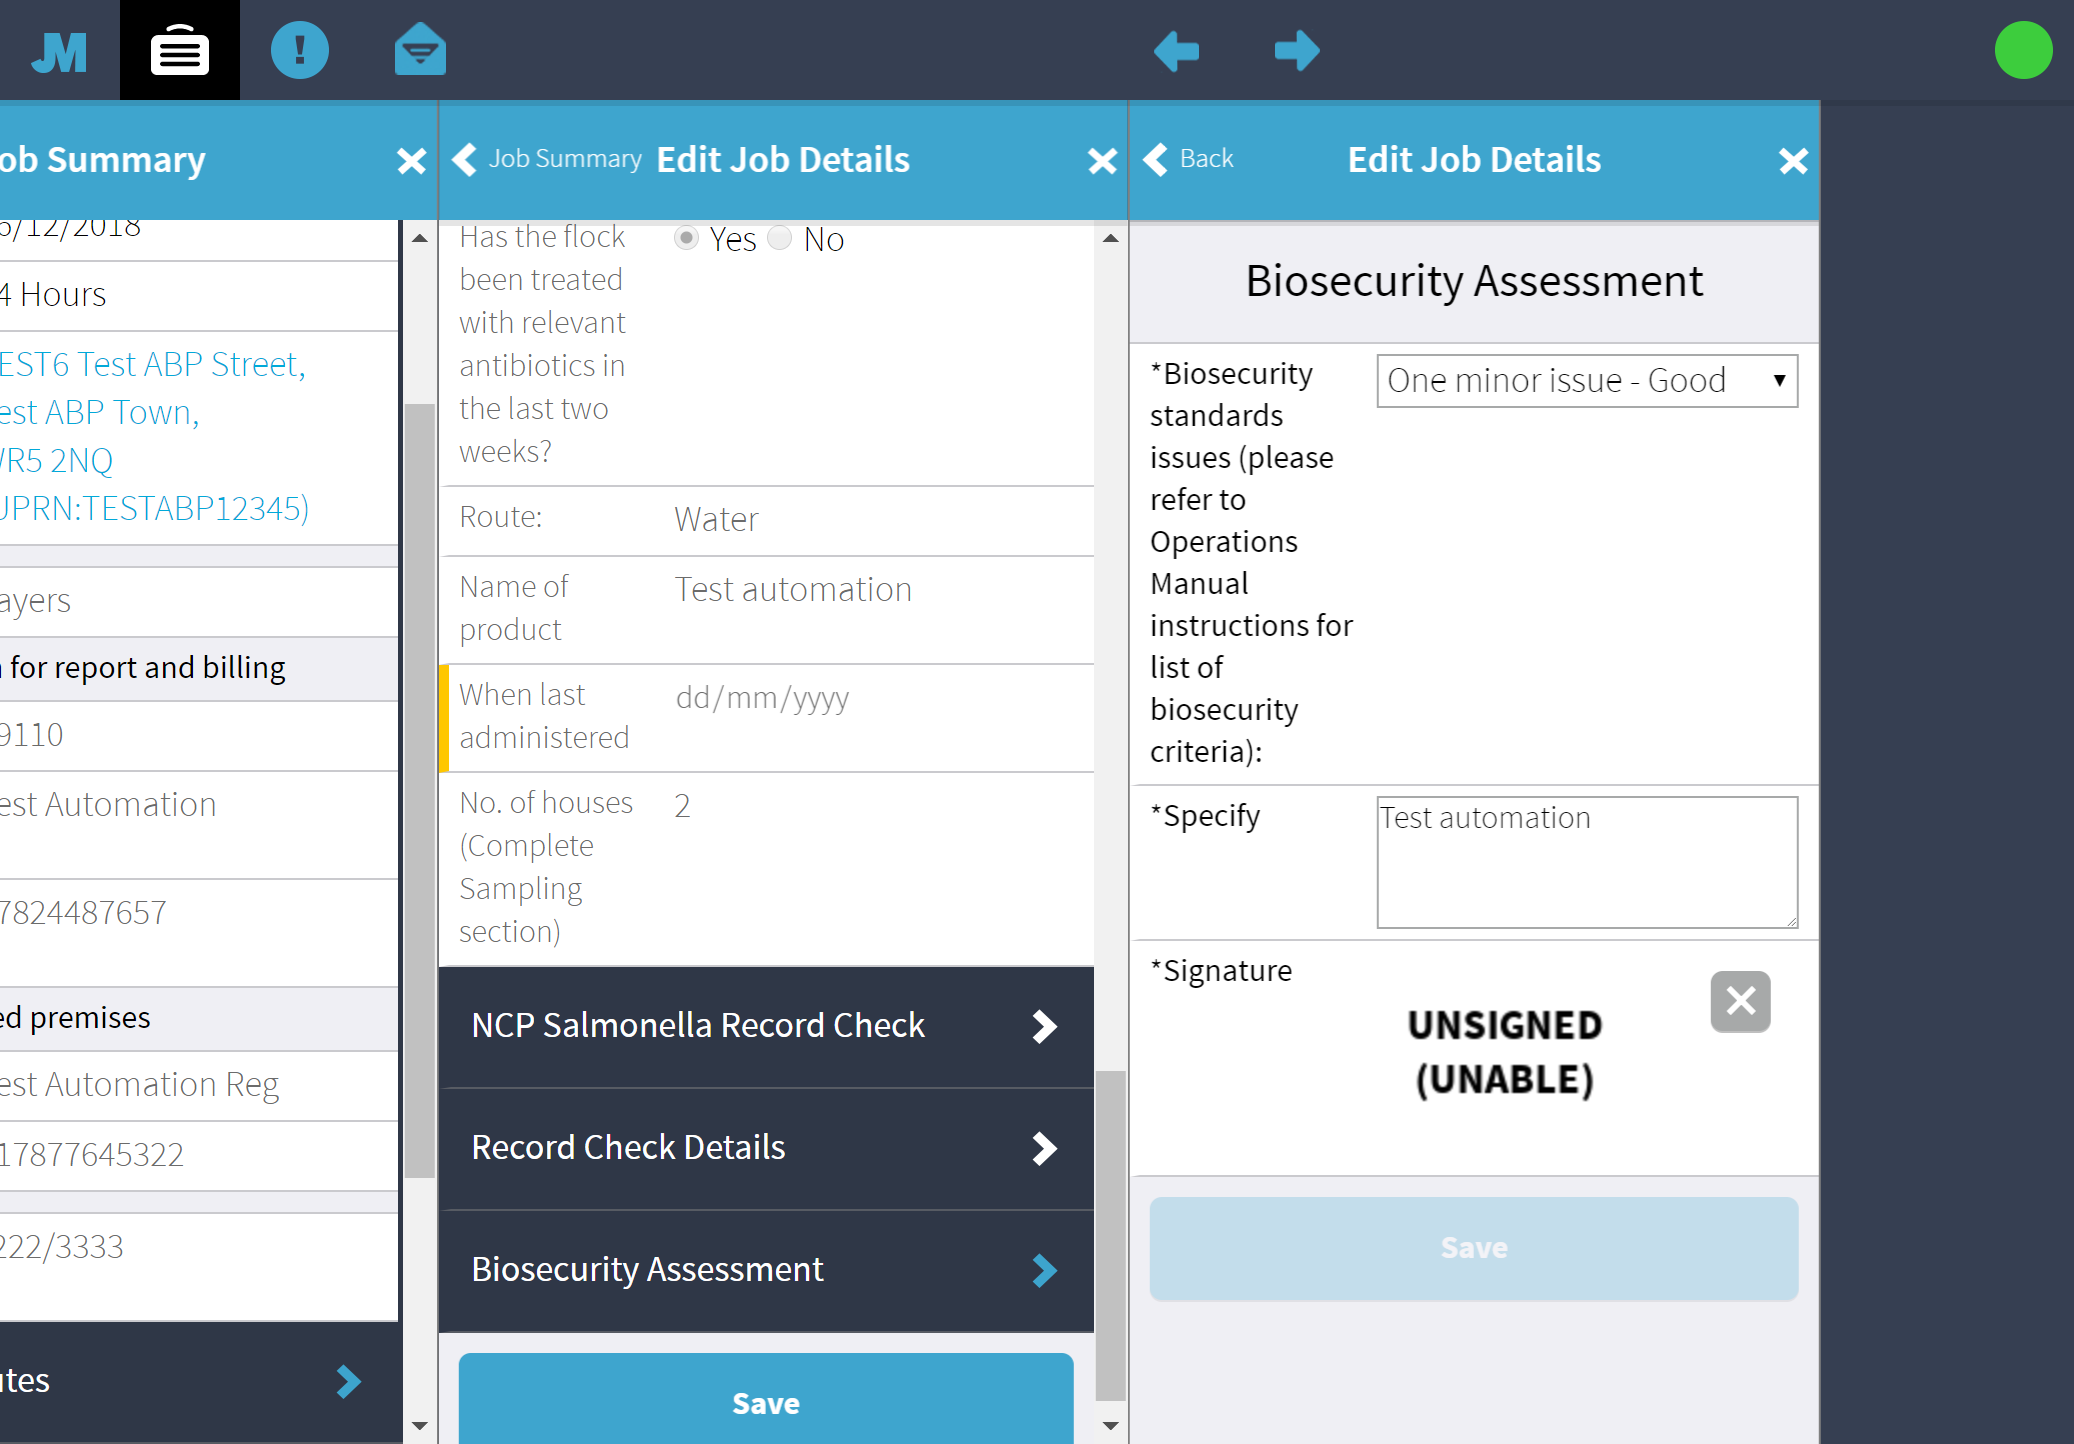 JM
ob Summary
6/12/2018
4 Hours
EST6 Test ABP Street,
est ABP Town,
WR5 2NQ
UPRN:TESTABP12345)
ayers
n for report and billing
9110
est Automation
7824487657
ed premises
est Automation Reg
17877645322
222/3333
utes
Job Summary
Edit Job Details
Has the flock
been treated
with relevant
antibiotics in
the last two
weeks?
Yes No
Route:
Water
Name of
product
Test automation
When last
administered
dd/mm/yyyy
No. of houses
(Complete
Sampling
section)
2
NCP Salmonella Record Check
Record Check Details
Biosecurity Assessment
Save
Back
Edit Job Details
Biosecurity Assessment
*Biosecurity
standards
issues (please
refer to
Operations
Manual
instructions for
list of
biosecurity
criteria):
One minor issue - Good
*Specify
Test automation
*Signature
UNSIGNED
(UNABLE)
Save